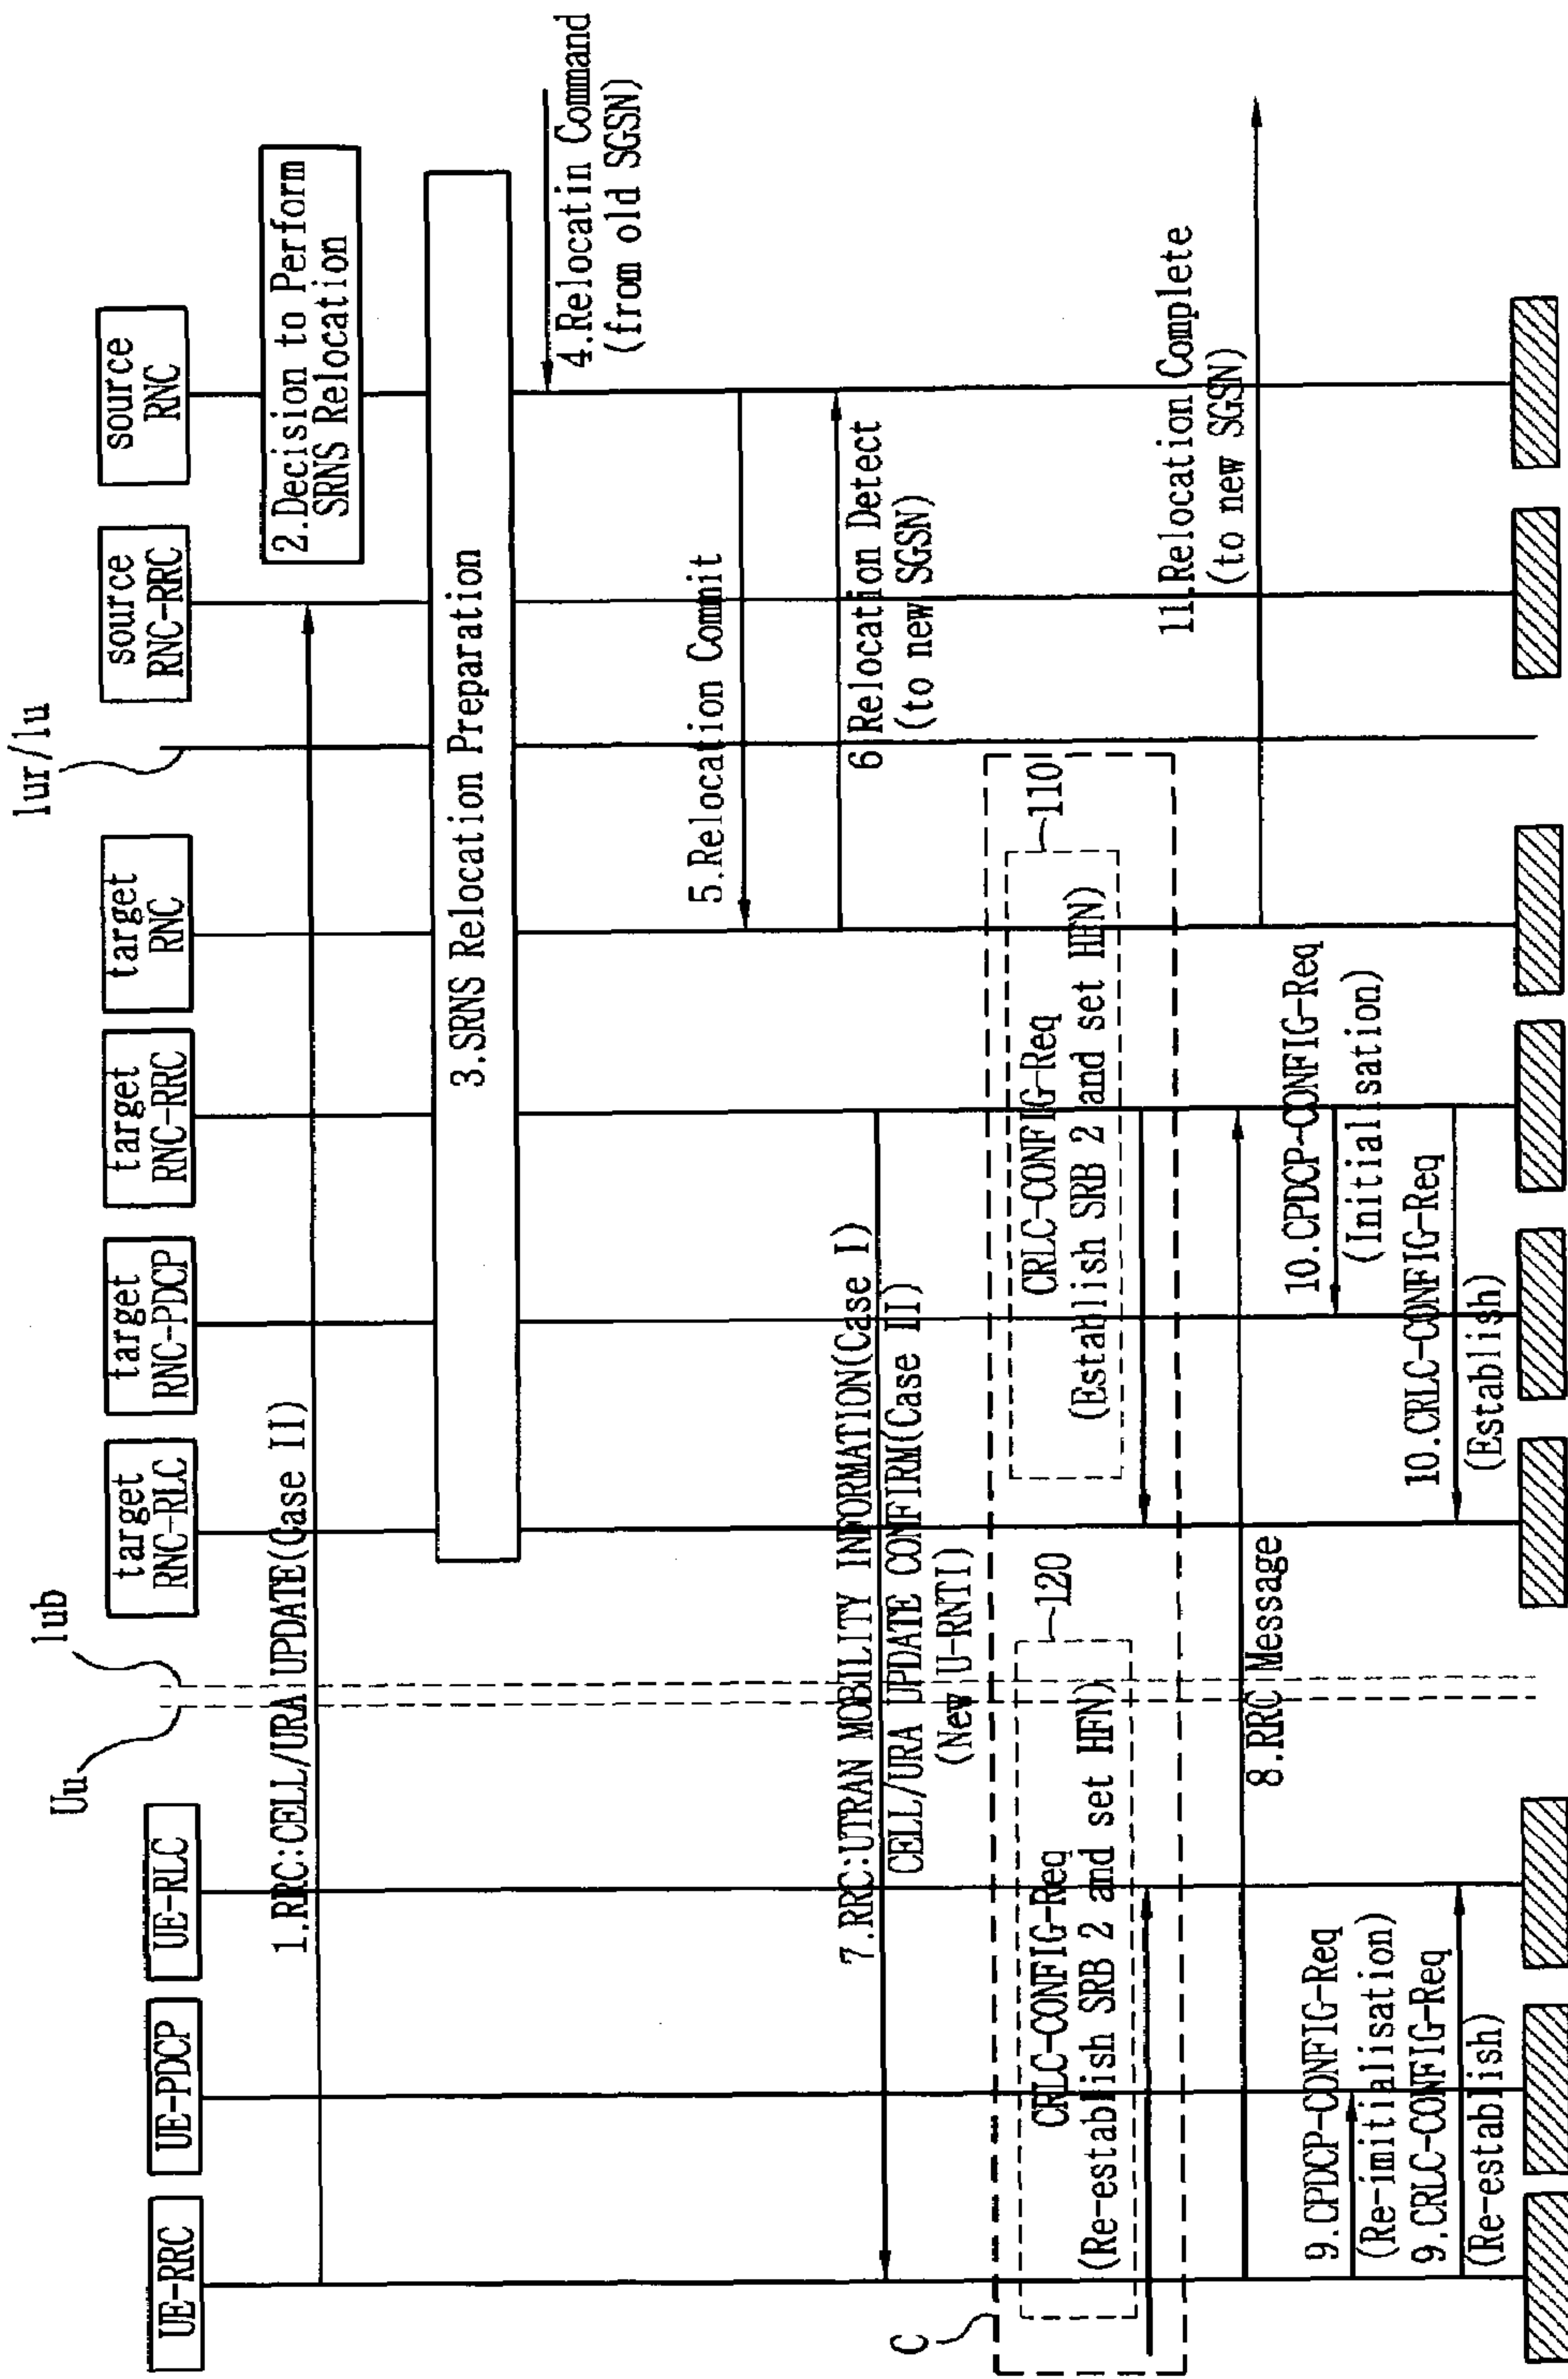 UE-RRC
UE-PDCP
UE-RLC
Uu
lub
target
RNC-RLC
target
RNC-PDCP
target
RNC-RRC
target
RNC
lur/lu
source
RNC-RRC
source
RNC
1.RRC:CELL/URA UPDATE(Case II)
2.Decision to Perform
SRNS Relocation
3.SRNS Relocation Preparation
4.Relocatin Command
(from old SGSN)
5.Relocation Commit
6 Relocation Detect
(to new SGSN)
7.RRC:UTRAN MOBILITY INFORMATION(Case I)
CELL/URA UPDATE CONFIRM(Case II)
(New U-RNTI)
C
120
CRLC-CONFIG-Req
(Re-establish SRB 2 and set HFN)
110
CRLC-CONFIG-Req
(Establish SRB 2 and set HFN)
8.RRC Message
11.Relocation Complete
(to new SGSN)
9.CPDCP-CONFIG-Req
(Re-imitialisation)
9.CRLC-CONFIG-Req
(Re-establish)
10.CPDCP-CONFIG-Req
(Initialisation)
10.CRLC-CONFIG-Req
(Establish)